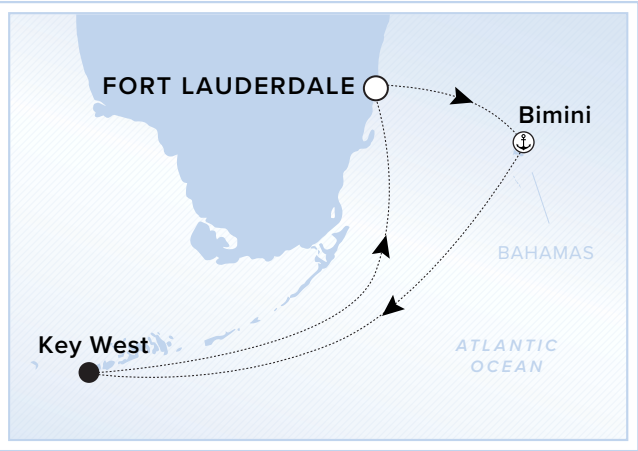 FORT LAUDERDALE
Bimini
BAHAMAS
Key West
ATLANTIC
OCEAN